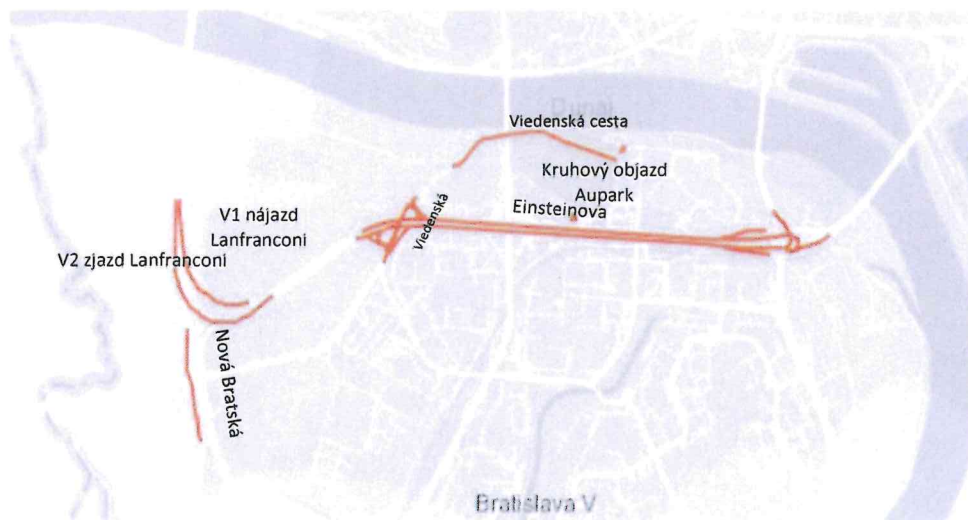 Dunaj
Viedenská cesta
Kruhový objazd
Aupark
Einsteinova
Viedenská
V1 nájazd
Lanfranconi
V2 zjazd Lanfranconi
Nová Bratská
Bratislava V